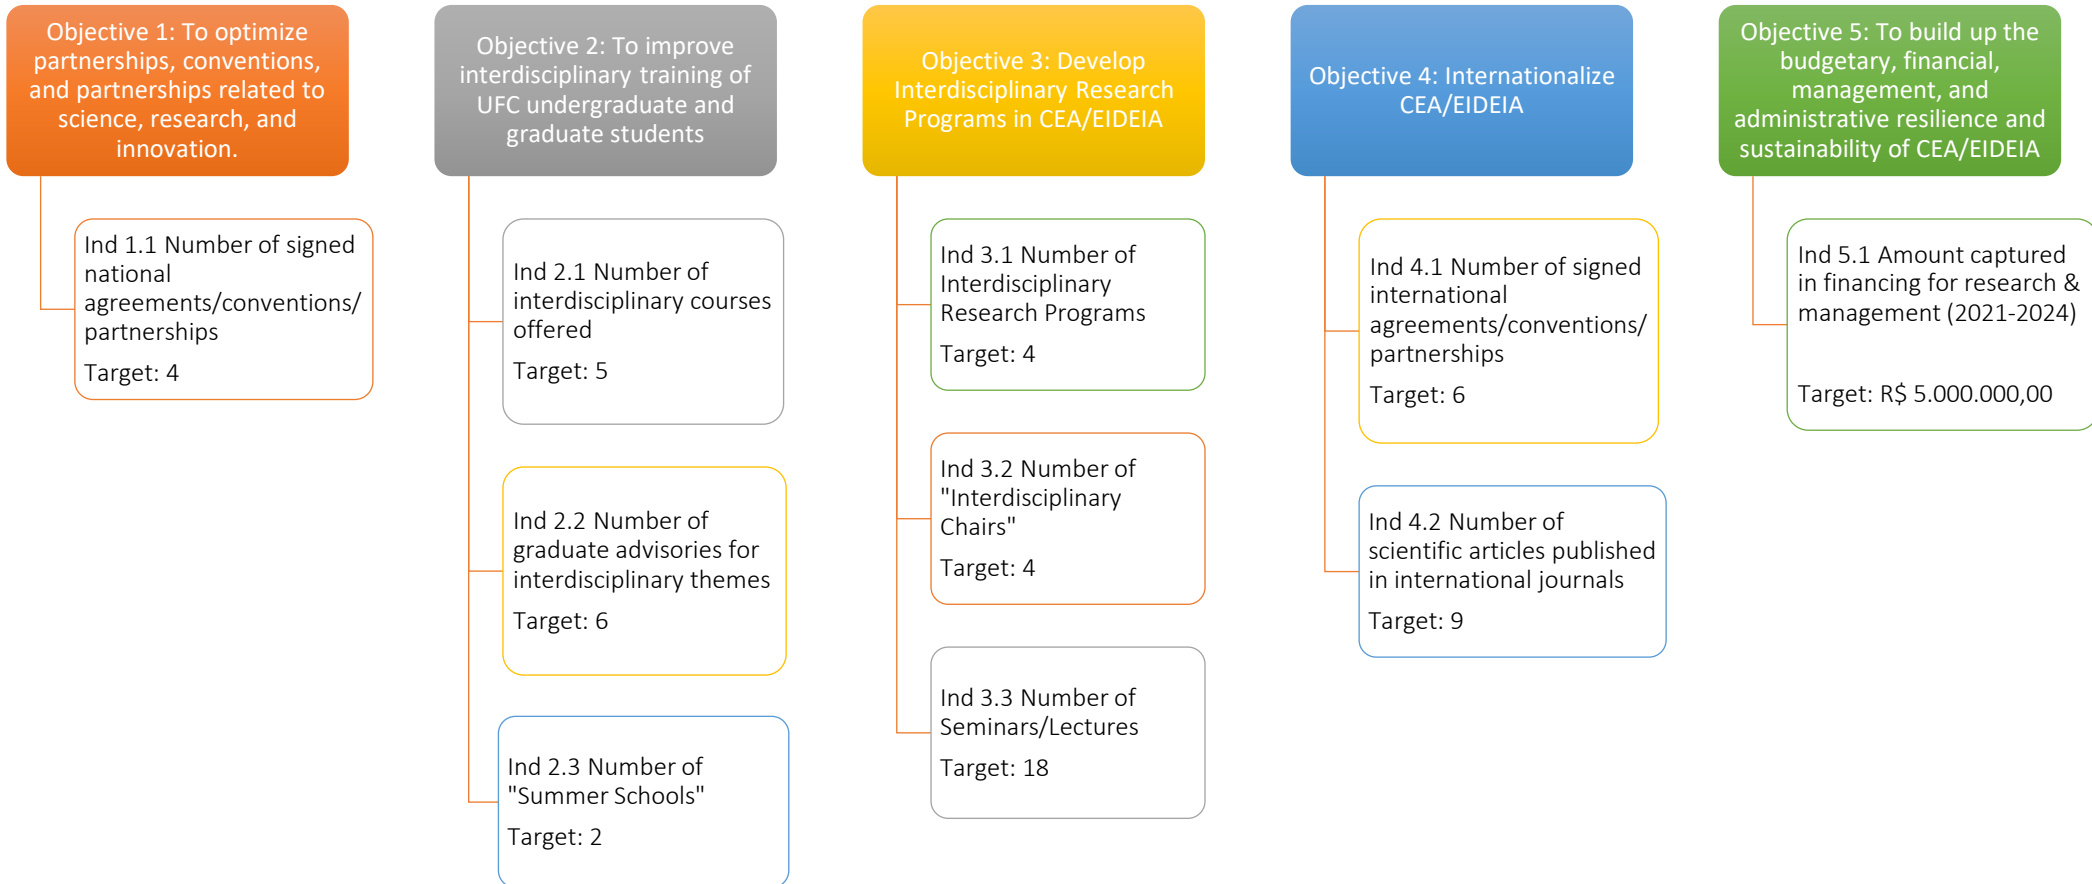 Objective 1: To optimize
partnerships, conventions,
and partnerships related to
science, research, and
innovation.
Ind 1.1 Number of signed
national
agreements/conventions/
partnerships
Target: 4
Objective 2: To improve
interdisciplinary training of
UFC undergraduate and
graduate students
Ind 2.1 Number of
interdisciplinary courses
offered
Target: 5
Ind 2.2 Number of
graduate advisories for
interdisciplinary themes
Target: 6
Ind 2.3 Number of
"Summer Schools"
Target: 2
Objective 3: Develop
Interdisciplinary Research
Programs in CEA/EIDEIA
Ind 3.1 Number of
Interdisciplinary
Research Programs
Target: 4
Ind 3.2 Number of
"Interdisciplinary
Chairs"
Target: 4
Ind 3.3 Number of
Seminars/Lectures
Target: 18
Objective 4: Internationalize
CEA/EIDEIA
Ind 4.1 Number of signed
international
agreements/conventions/
partnerships
Target: 6
Ind 4.2 Number of
scientific articles published
in international journals
Target: 9
Objective 5: To build up the
budgetary, financial,
management, and
administrative resilience and
sustainability of CEA/EIDEIA
Ind 5.1 Amount captured
in financing for research &
management (2021-2024)
Target: R$ 5.000.000,00